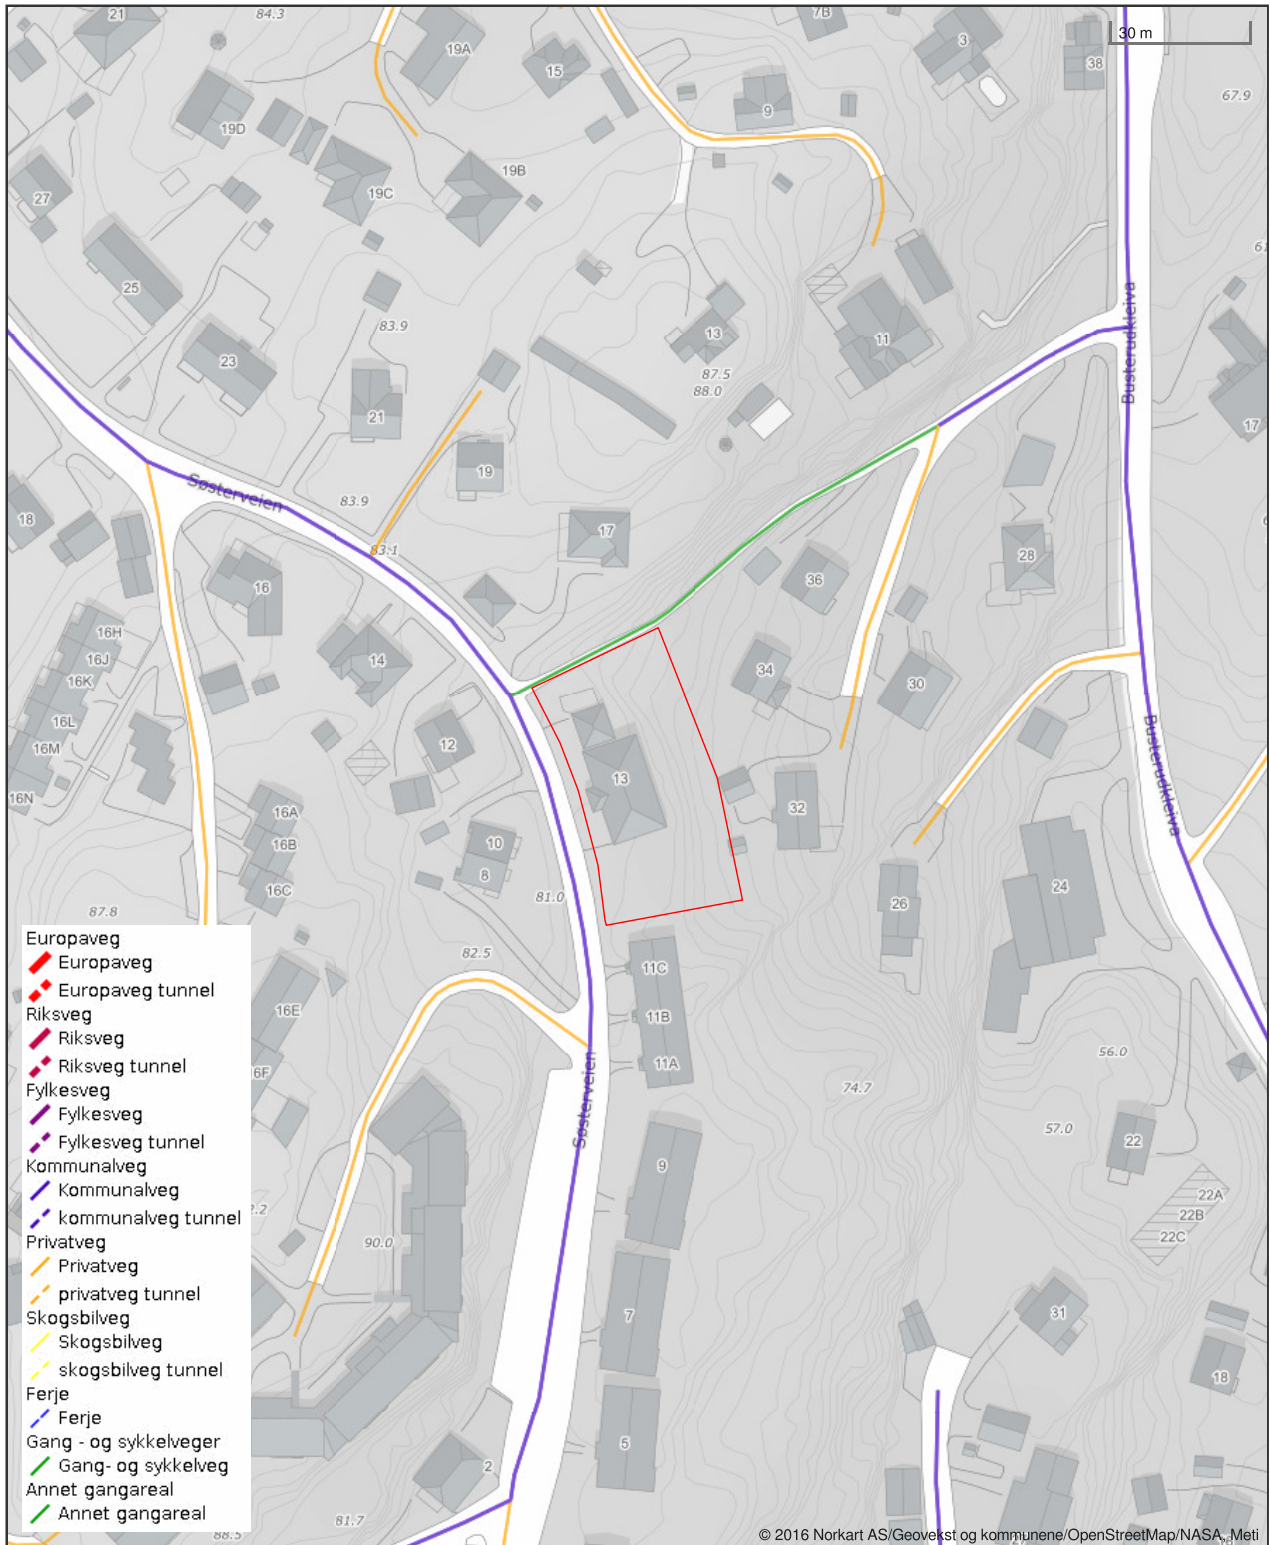 21
84.3
7B
30 m
19A
3
38
15
67.9
9
19D
19B
27
19C
25
83.9
13
11
23
87.5
88.0
Busterudkleiva
21
17
19
Søsterveien
83.9
18
17
83.1
28
36
16
16H
16J
14
34
30
16K
16L
12
16M
Busterudkleiva
13
16N
32
16A
10
16B
8
16C
24
81.0
26
87.8
82.5
11C
16E
11B
11A
56.0
74.7
Søsterveien
57.0
22
9
22A
22B
22C
90.0
31
7
18
5
2
81.7
88.5
Europaveg
Europaveg
Europaveg tunnel
Riksveg
Riksveg
Riksveg tunnel
Fylkesveg
Fylkesveg
Fylkesveg tunnel
Kommunalveg
Kommunalveg
kommunalveg tunnel
Privatveg
Privatveg
privatveg tunnel
Skogsbilveg
Skogsbilveg
skogsbilveg tunnel
Ferje
Ferje
Gang - og sykkelveger
Gang- og sykkelveg
Annet gangareal
Annet gangareal
© 2016 Norkart AS/Geovekst og kommunene/OpenStreetMap/NASA, Meti